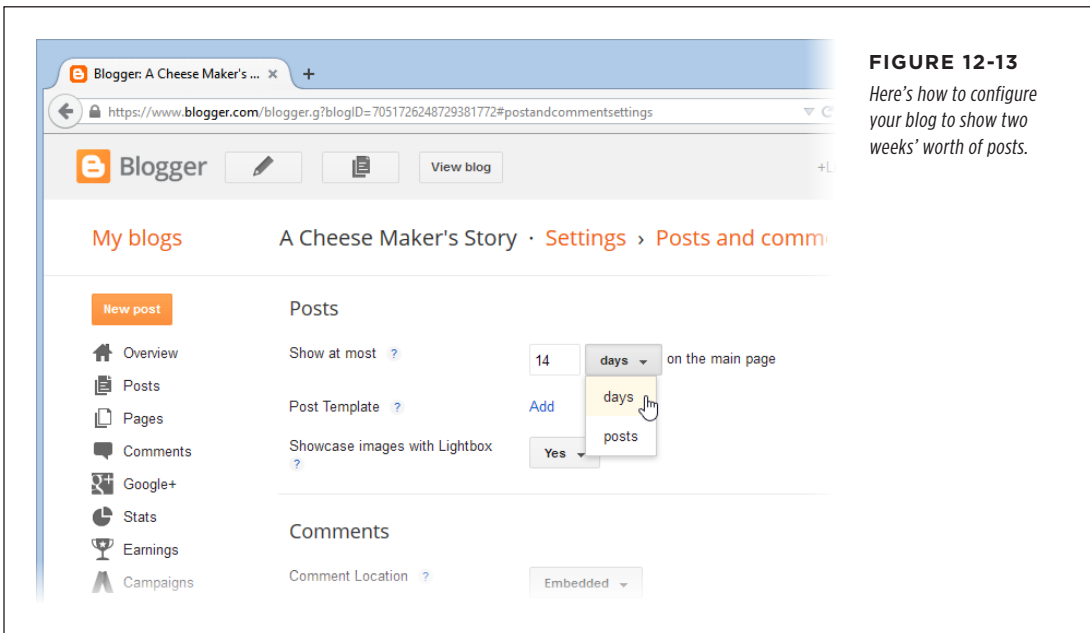 Blogger: A Cheese Maker's ... × +
https://www.blogger.com/blogger.g?blogID=7051726248729381772#postandcommentsettings
Blogger
View blog
My blogs
A Cheese Maker's Story · Settings › Posts and comm
New post
Overview
Posts
Pages
Comments
Google+
Stats
Earnings
Campaigns
Posts
Show at most ? 14 days on the main page
days
posts
Post Template ? Add
Showcase images with Lightbox ? Yes
Comments
Comment Location ? Embedded
FIGURE 12-13
Here's how to configure
your blog to show two
weeks' worth of posts.